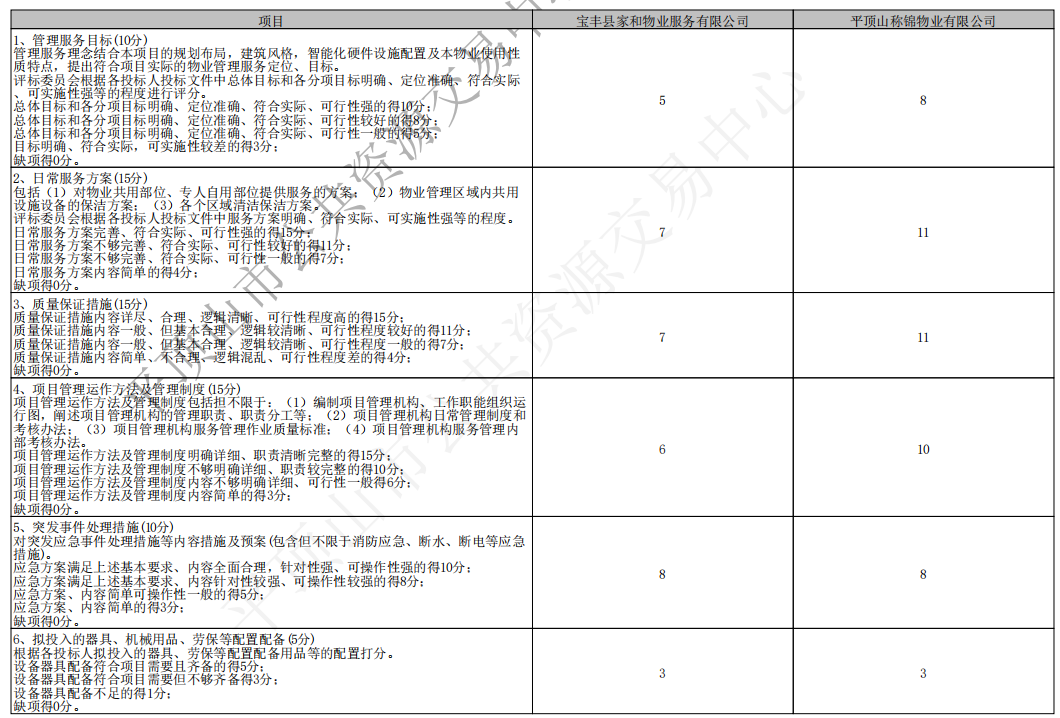 项目 宝丰县家和物业服务有限公司 平顶山称锦物业有限公司
1、管理服务目标(10分)
管理服务理念结合本项目的规划布局，建筑风格，智能化硬件设施配置及本物业使用性
质特点，提出符合项目实际的物业管理服务定位、目标。
评标委员会根据各投标人投标文件中总体目标和各分项目标明确、定位准确、符合实际
、可实施性强等的程度进行评分。
总体目标和各分项目标明确、定位准确、符合实际、可行性强的得10分；
总体目标和各分项目标明确、定位准确、符合实际、可行性较好的得8分；
总体目标和各分项目标明确、定位准确、符合实际、可行性一般的得5分；
目标明确、符合实际，可实施性较差的得3分；
缺项得0分。
5 8
2、日常服务方案(15分)
包括（1）对物业共用部位、专人自用部位提供服务的方案；（2）物业管理区域内共用
设施设备的保洁方案；（3）各个区域清洁保洁方案。
评标委员会根据各投标人投标文件中服务方案明确、符合实际、可实施性强等的程度。
日常服务方案完善、符合实际、可行性强的得15分；
日常服务方案不够完善、符合实际、可行性较好的得11分；
日常服务方案不够完善、符合实际、可行性一般的得7分；
日常服务方案内容简单的得4分；
缺项得0分。
7 11
3、质量保证措施(15分)
质量保证措施内容详尽、合理、逻辑清晰、可行性程度高的得15分；
质量保证措施内容一般、但基本合理、逻辑较清晰、可行性程度较好的得11分；
质量保证措施内容一般、但基本合理、逻辑较清晰、可行性程度一般的得7分；
质量保证措施内容简单、不合理、逻辑混乱、可行性程度差的得4分；
缺项得0分。
7 11
4、项目管理运作方法及管理制度(15分)
项目管理运作方法及管理制度包括担不限于：（1）编制项目管理机构、工作职能组织运
行图，阐述项目管理机构的管理职责、职责分工等；（2）项目管理机构日常管理制度和
考核办法；（3）项目管理机构服务管理作业质量标准；（4）项目管理机构服务管理内
部考核办法。
项目管理运作方法及管理制度明确详细、职责清晰完整的得15分；
项目管理运作方法及管理制度不够明确详细、职责较完整的得10分；
项目管理运作方法及管理制度内容不够明确详细、可行性一般得6分；
项目管理运作方法及管理制度内容简单的得3分；
缺项得0分。
6 10
5、突发事件处理措施(10分)
对突发应急事件处理措施等内容措施及预案(包含但不限于消防应急、断水、断电等应急
措施)。
应急方案满足上述基本要求、内容全面合理，针对性强、可操作性强的得10分；
应急方案满足上述基本要求、内容针对性较强、可操作性较强的得8分；
应急方案、内容简单可操作性一般的得5分；
应急方案、内容简单的得3分；
缺项得0分。
8 8
6、拟投入的器具、机械用品、劳保等配置配备(5分)
根据各投标人拟投入的器具、劳保等配置配备用品等的配置打分。
设备器具配备符合项目需要且齐备的得5分；
设备器具配备符合项目需要但不够齐备得3分；
设备器具配备不足的得1分；
缺项得0分。
3 3
平顶山市公共资源交易中心
平顶山市公共资源交易中心